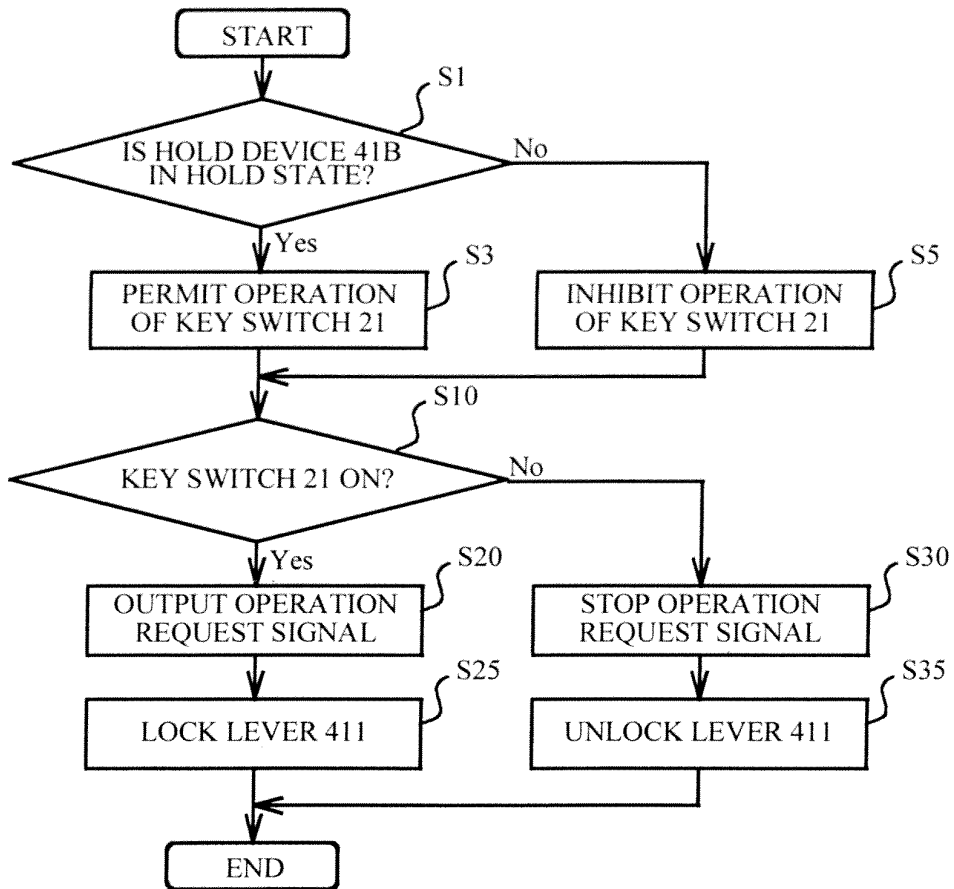 START
S1
IS HOLD DEVICE 41B
IN HOLD STATE?
No
Yes
S3
S5
PERMIT OPERATION
OF KEY SWITCH 21
INHIBIT OPERATION
OF KEY SWITCH 21
S10
KEY SWITCH 21 ON?
No
Yes
S20
S30
OUTPUT OPERATION
REQUEST SIGNAL
STOP OPERATION
REQUEST SIGNAL
S25
S35
LOCK LEVER 411
UNLOCK LEVER 411
END